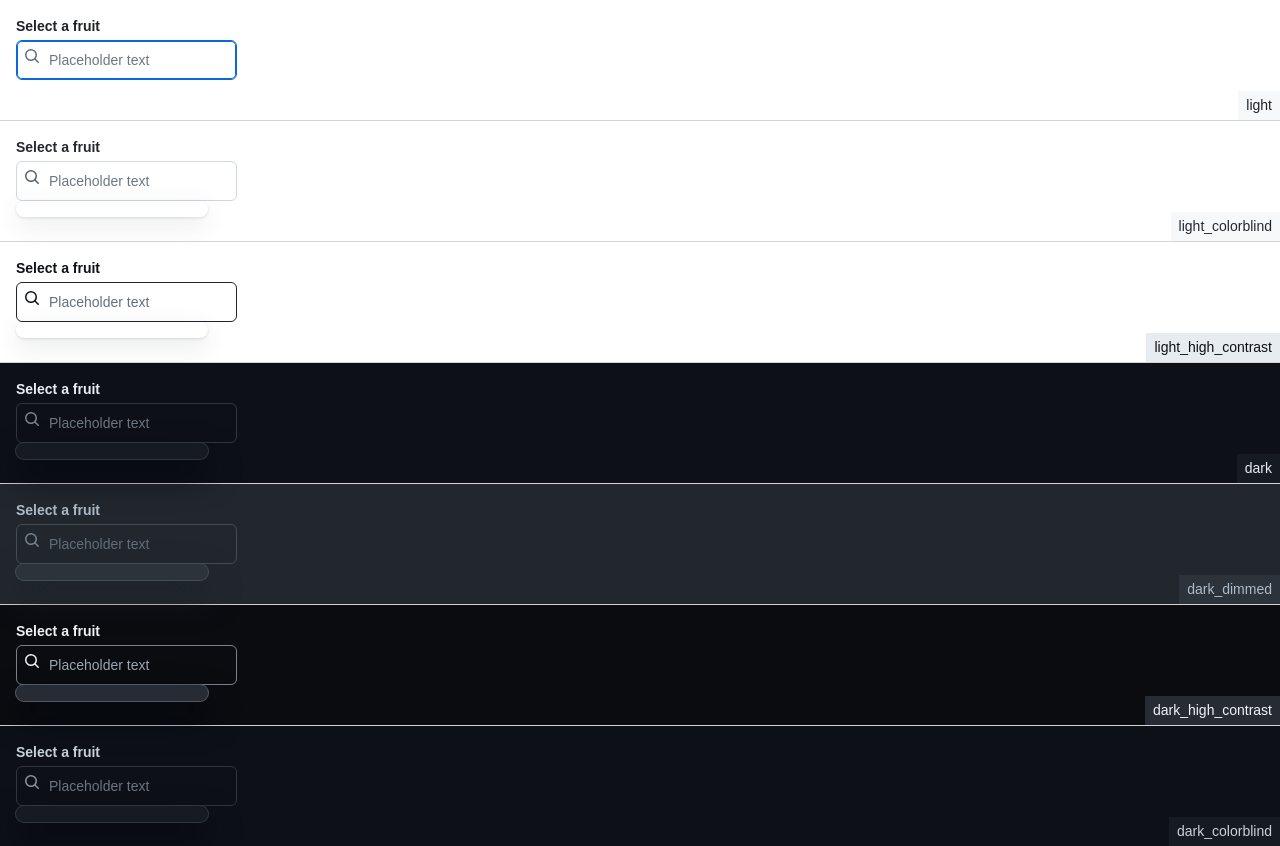 Select a fruit
Placeholder text
light
Select a fruit
Placeholder text
light_colorblind
Select a fruit
Placeholder text
light_high_contrast
Select a fruit
Placeholder text
dark
Select a fruit
Placeholder text
dark_dimmed
Select a fruit
Placeholder text
dark_high_contrast
Select a fruit
Placeholder text
dark_colorblind